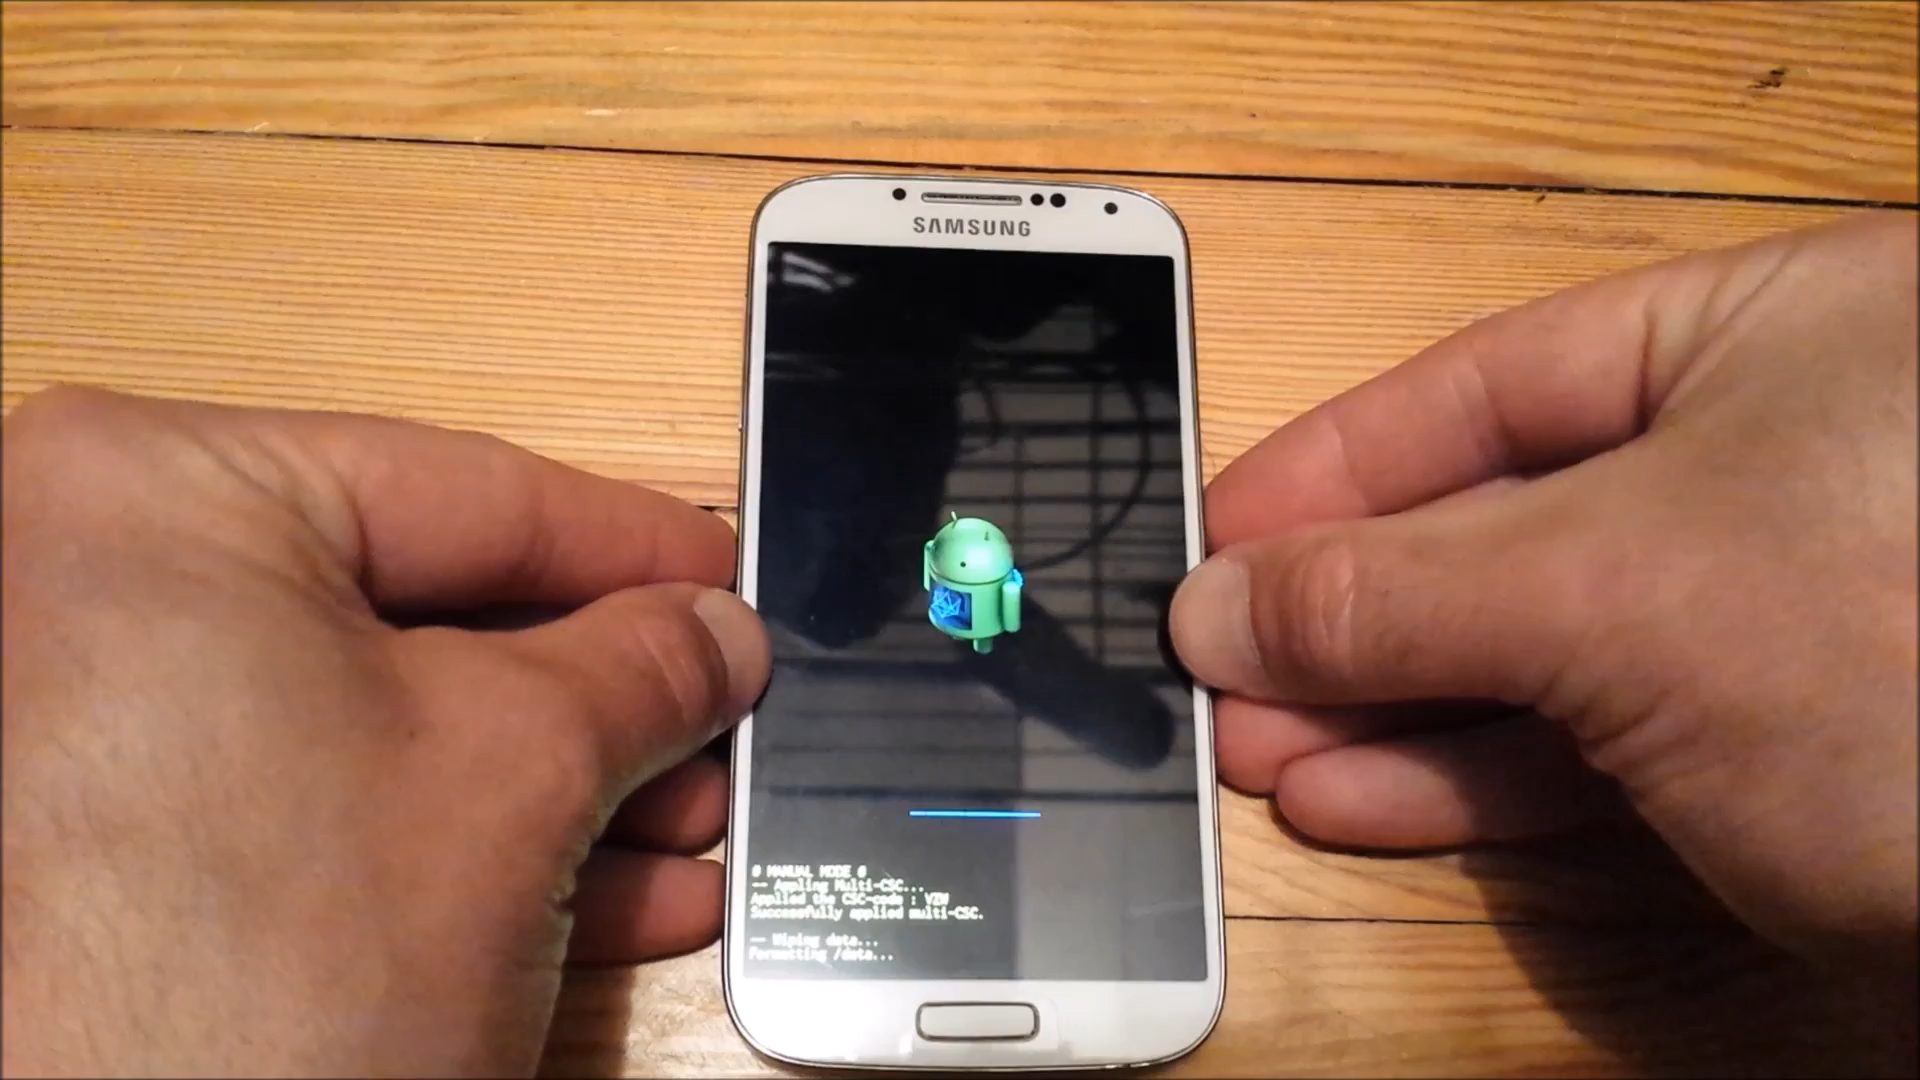 SAMSUNG
# MANUAL MODE #
-- Appling Multi-CSC...
Applied the CSC-code : VZW
Successfully applied multi-CSC.
-- Wiping data...
Formatting /data...